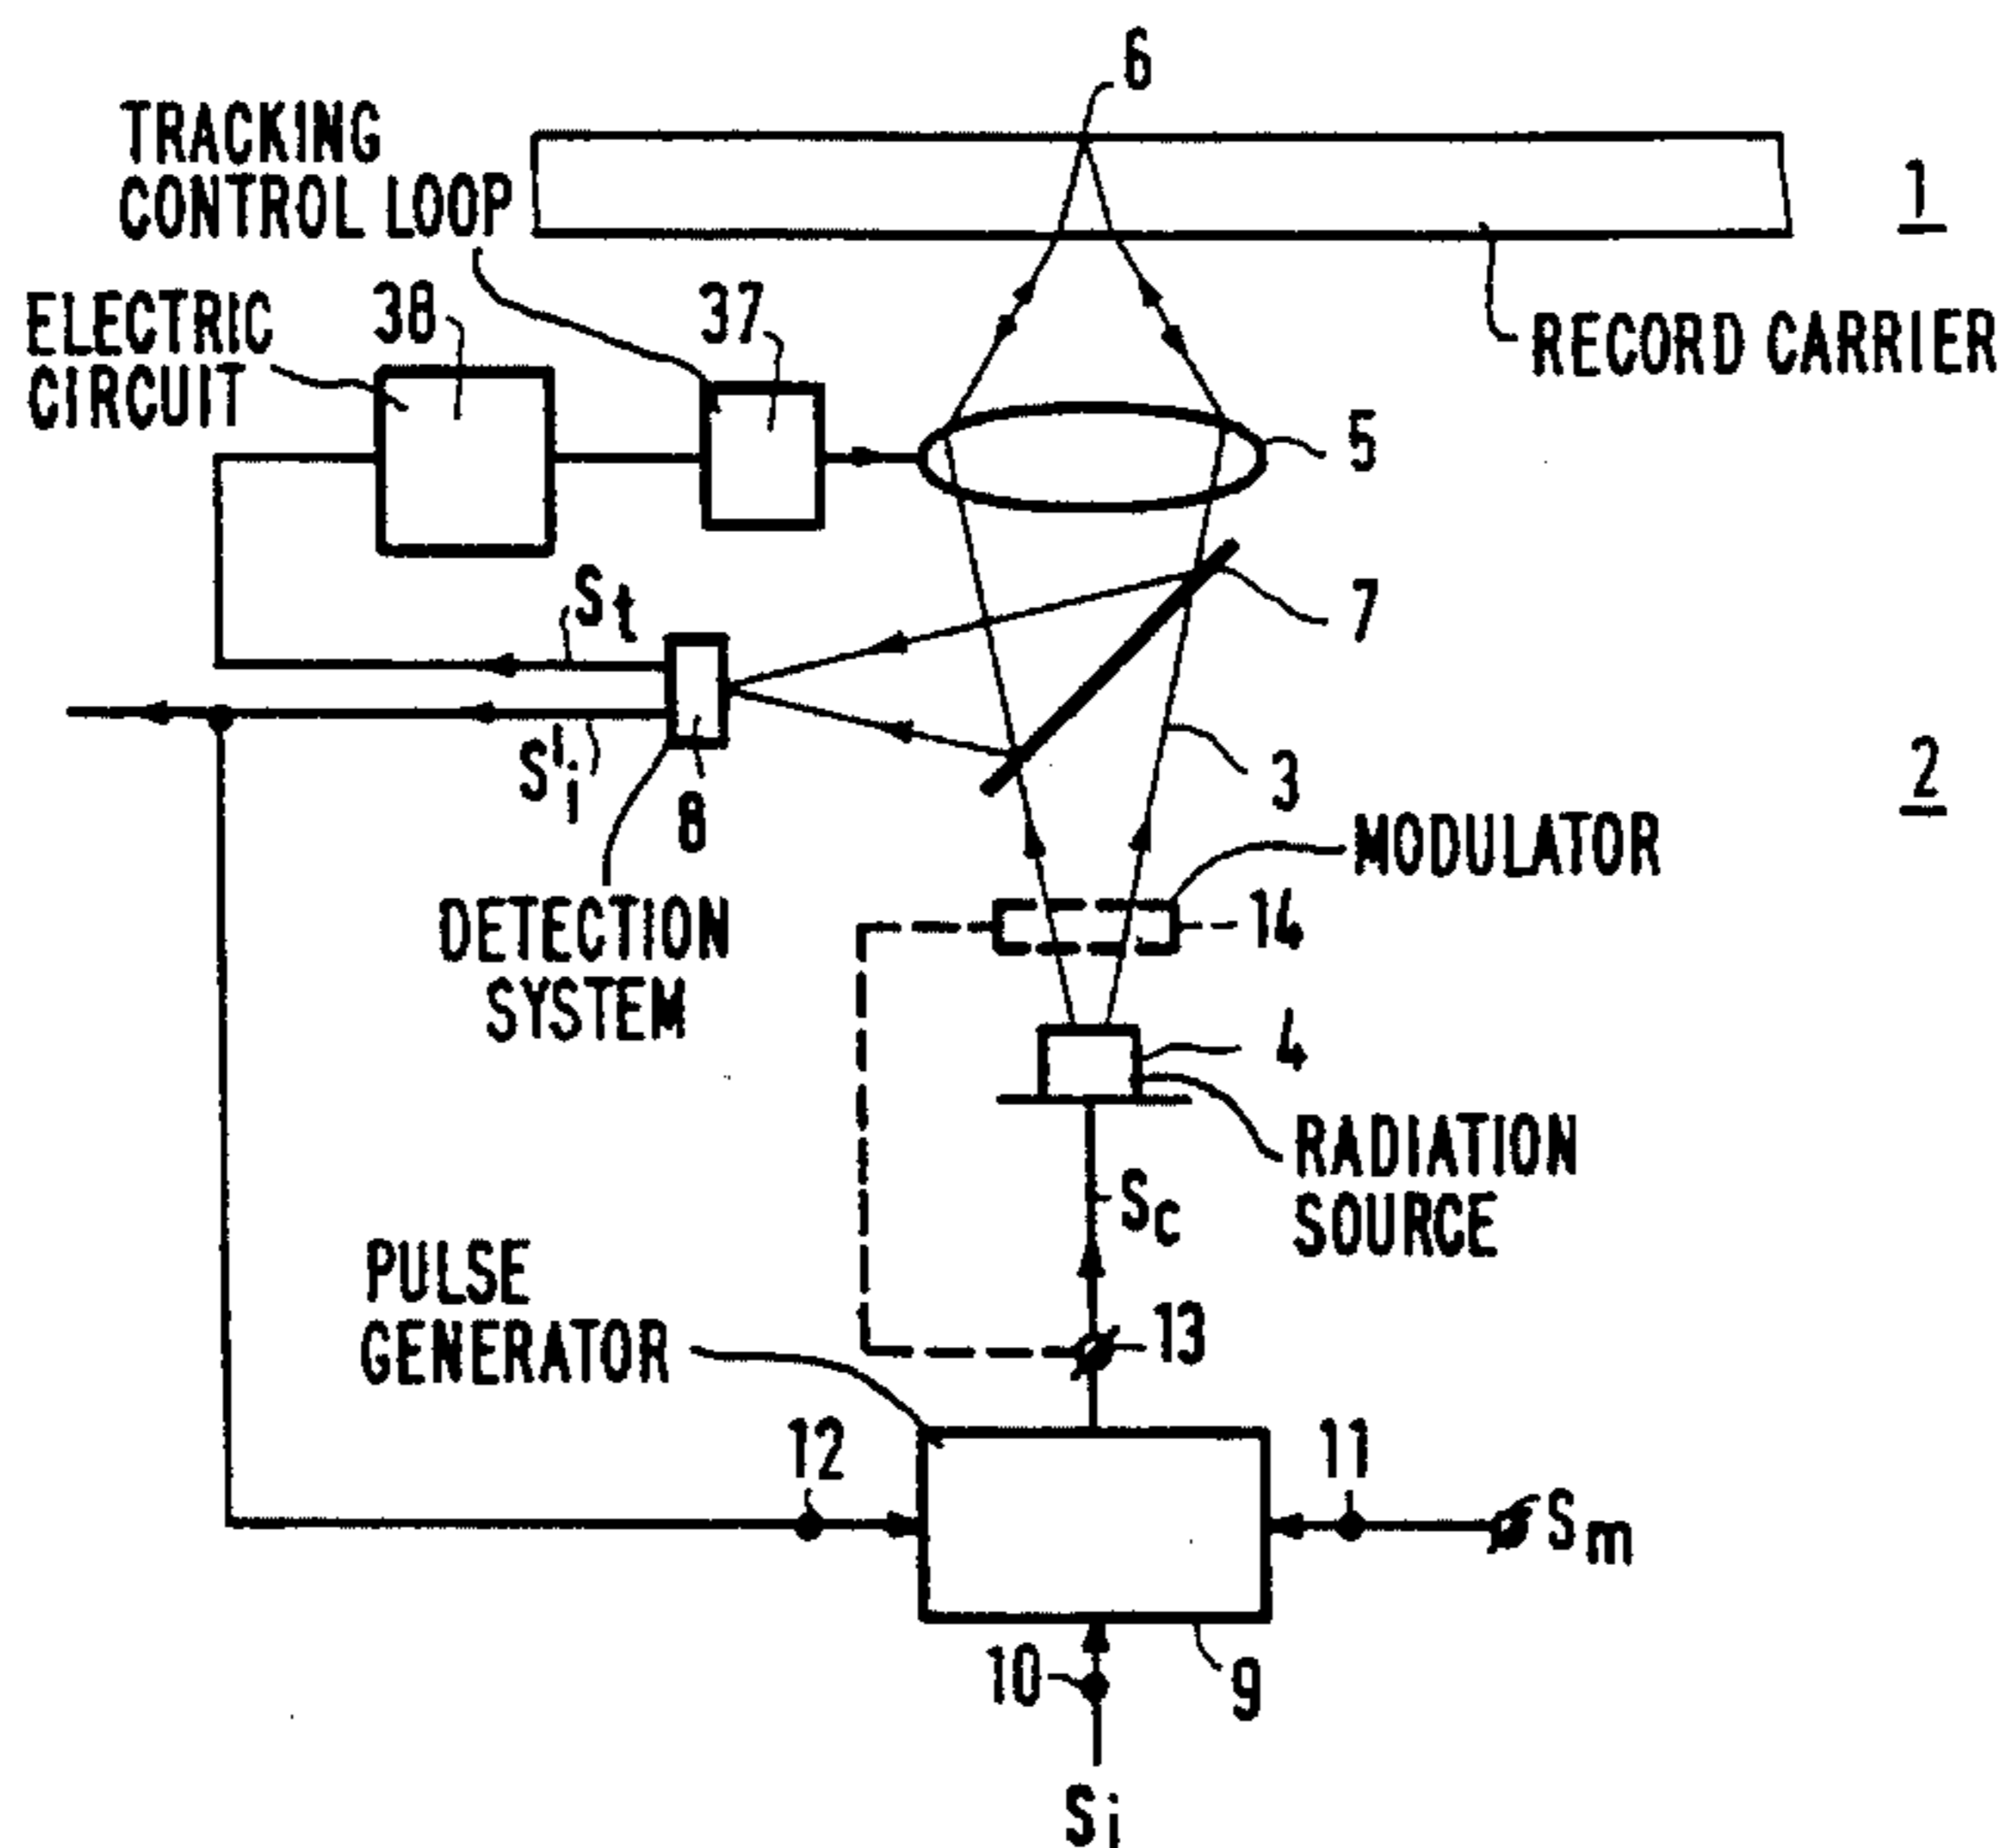 6
TRACKING
CONTROL LOOP
1
ELECTRIC
CIRCUIT
38
37
RECORD CARRIER
5
St
7
S'i
8
3
2
MODULATOR
DETECTION
SYSTEM
14
4
RADIATION
SOURCE
Sc
PULSE
GENERATOR
13
12
11
Sm
10
9
Si